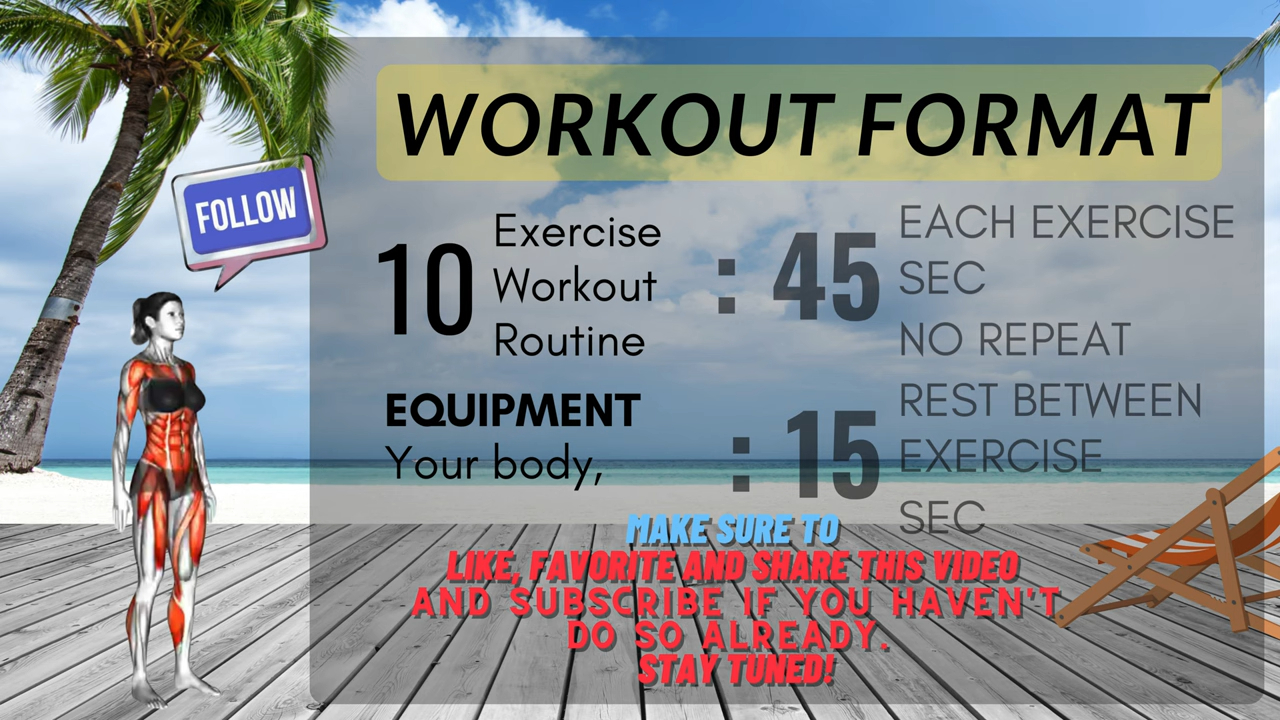 WORKOUT FORMAT
FOLLOW
10
Exercise
Workout
Routine
: 45
EACH EXERCISE
SEC
NO REPEAT
EQUIPMENT
Your body,
: 15
REST BETWEEN
EXERCISE
SEC
MAKE SURE TO
LIKE, FAVORITE AND SHARE THIS VIDEO
AND SUBSCRIBE IF YOU HAVEN'T
DO SO ALREADY.
STAY TUNED!